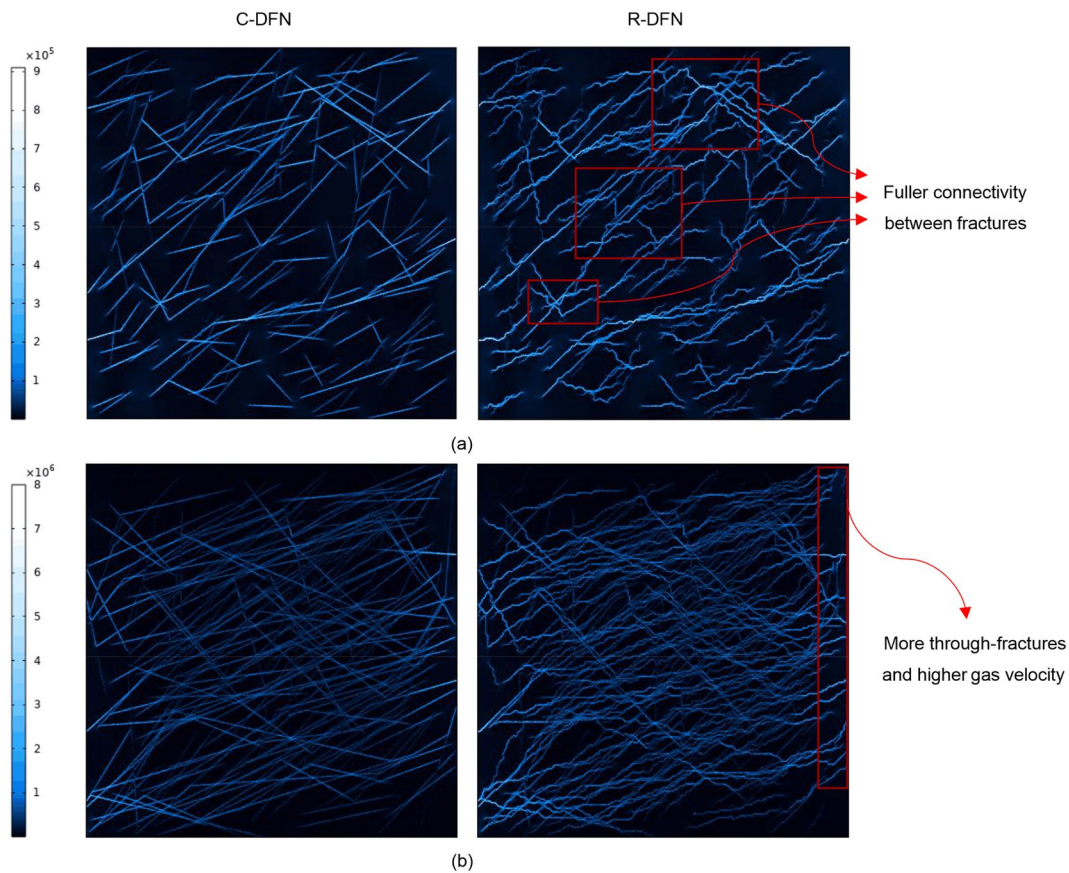 C-DFN
R-DFN
×10⁵
9
8
7
6
5
4
3
2
1
Fuller connectivity
between fractures
(a)
×10⁶
8
7
6
5
4
3
2
1
More through-fractures
and higher gas velocity
(b)